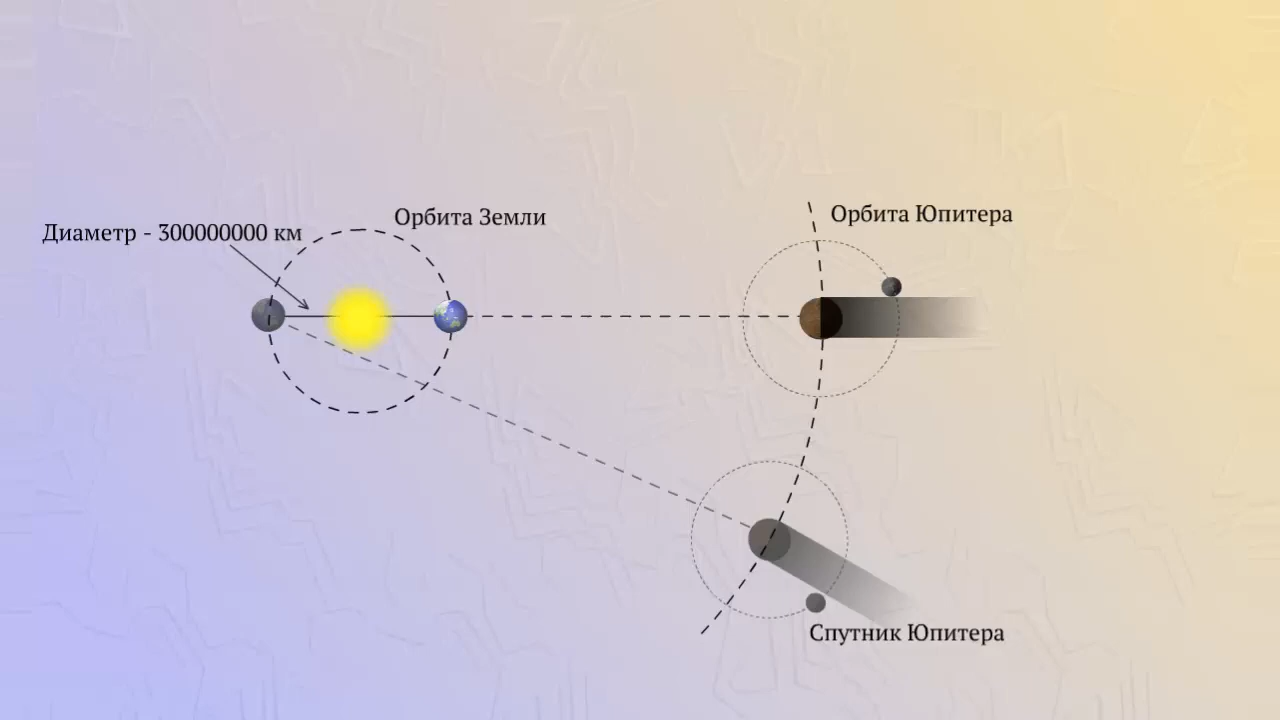 Диаметр - 300000000 км
Орбита Земли
Орбита Юпитера
Спутник Юпитера